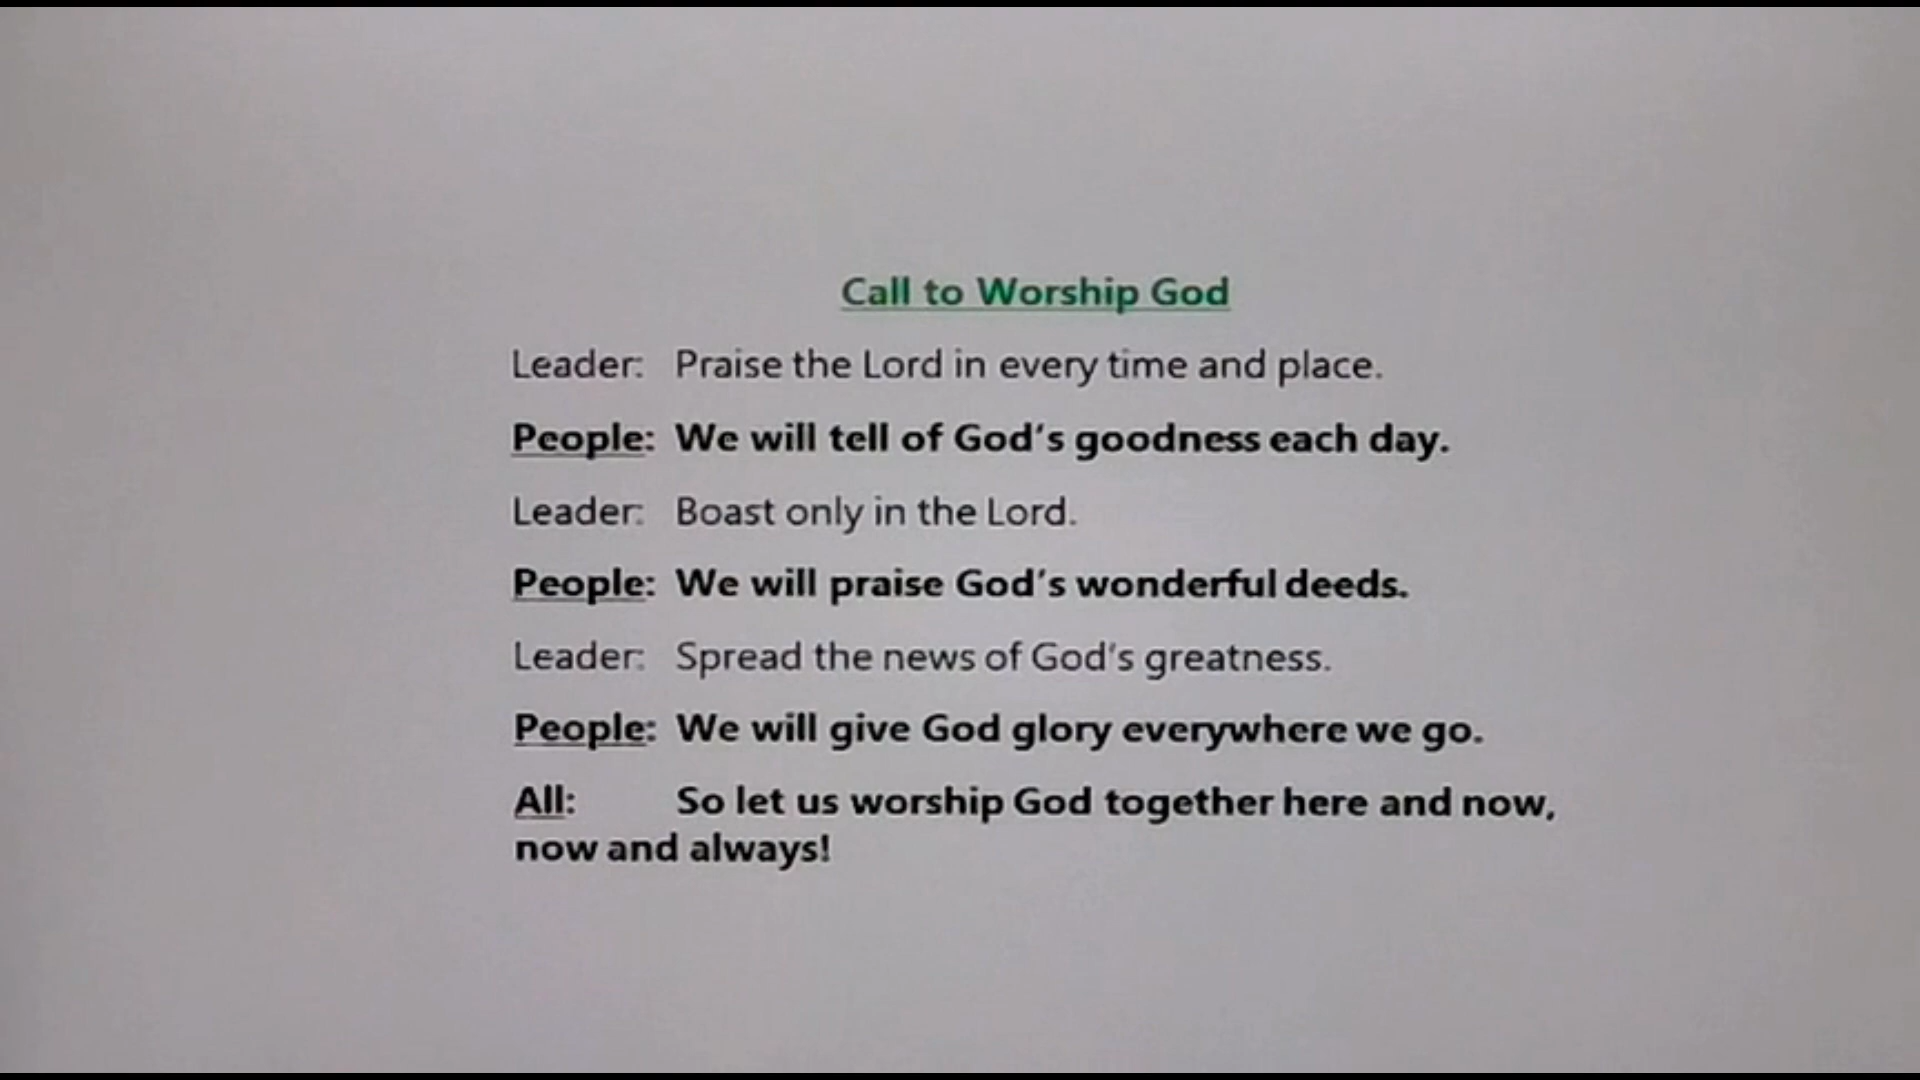 Call to Worship God
Leader: Praise the Lord in every time and place.
People: We will tell of God's goodness each day.
Leader: Boast only in the Lord.
People: We will praise God's wonderful deeds.
Leader: Spread the news of God's greatness.
People: We will give God glory everywhere we go.
All: So let us worship God together here and now,
now and always!